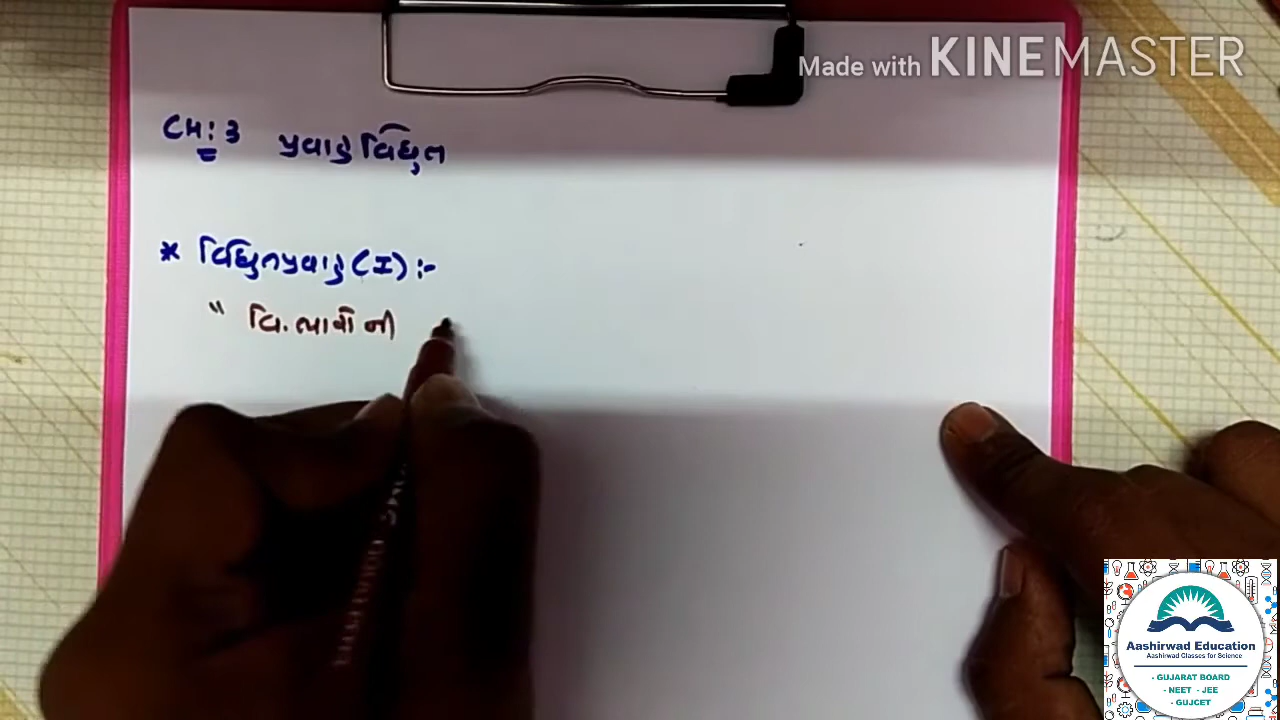 Made with KINEMASTER
CH: 3 પ્રવાહ વિદ્યુત
* વિદ્યુતપ્રવાહ (I) :-
" વિ.ભારોની
Aashirwad Education
Aashirwad Classes for Science
- GUJARAT BOARD
- NEET - JEE
- GUJCET